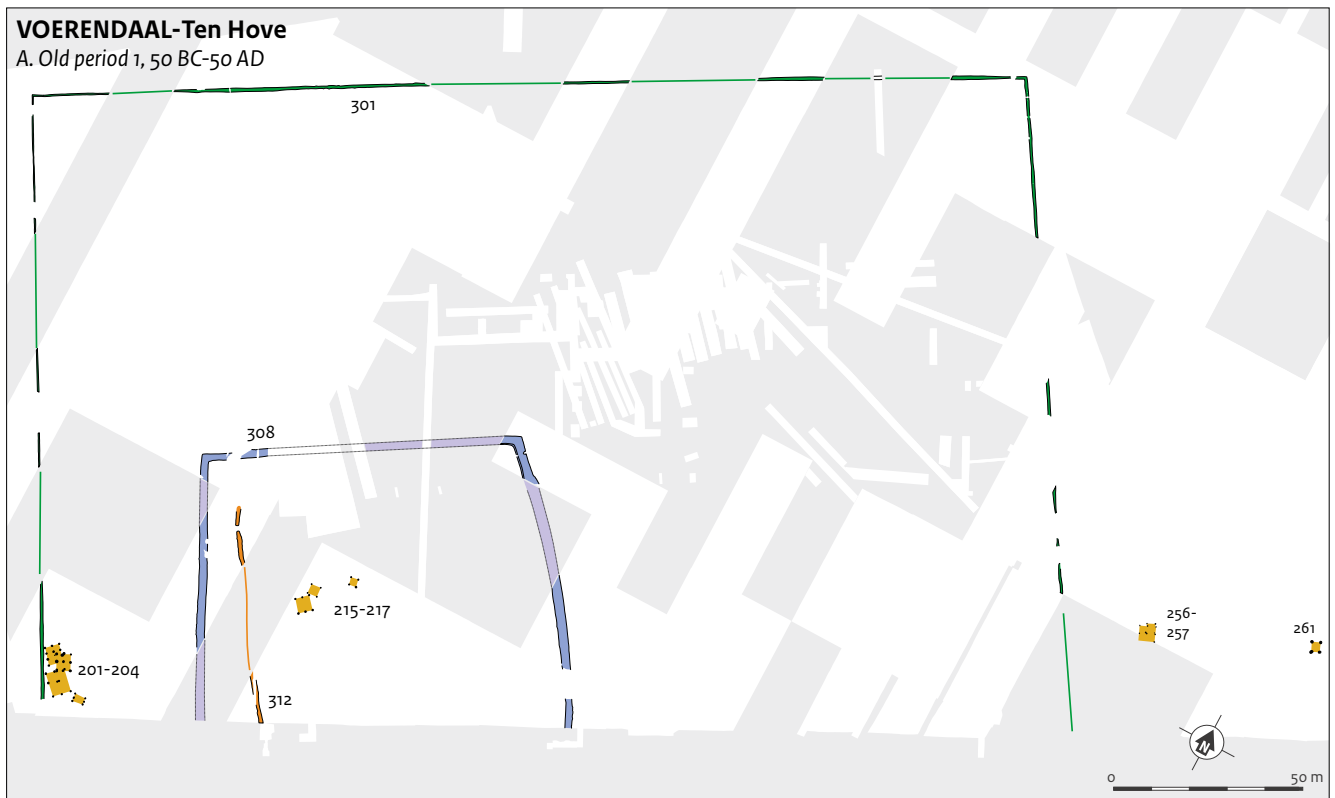 VOERENDAAL-Ten Hove
A. Old period 1, 50 BC-50 AD
301
308
215-217
256-
257
261
201-204
312
N
0 50 m